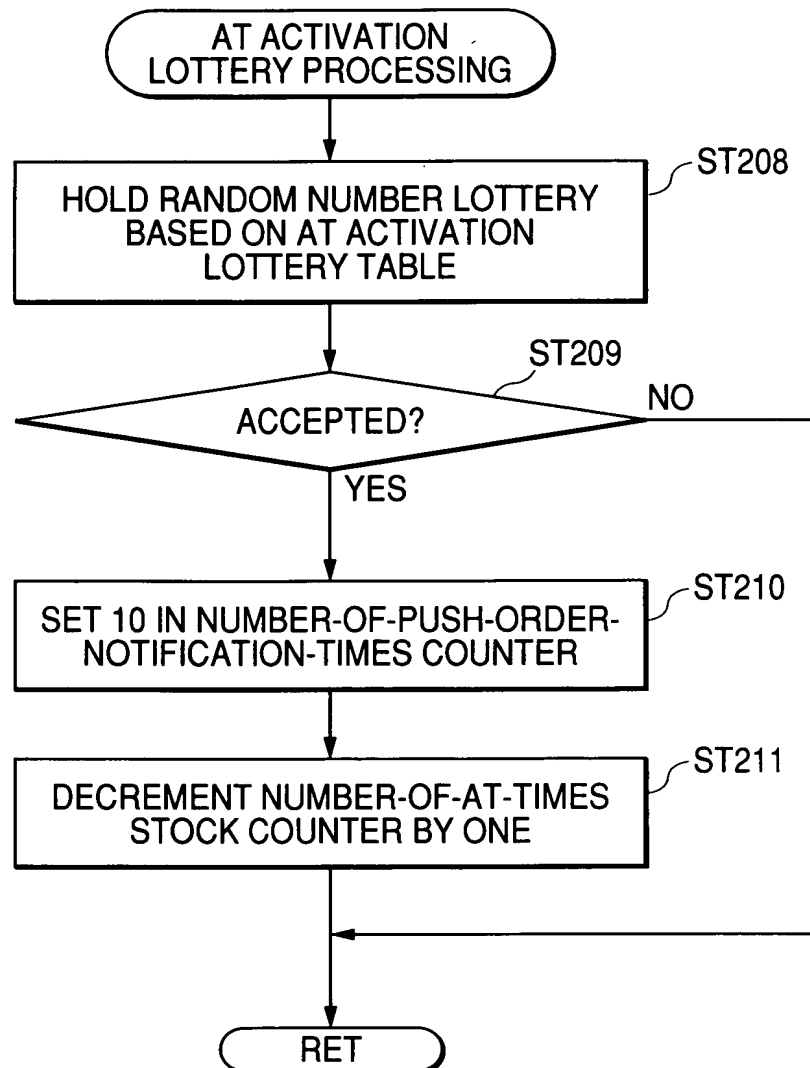 AT ACTIVATION
LOTTERY PROCESSING
ST208
HOLD RANDOM NUMBER LOTTERY
BASED ON AT ACTIVATION
LOTTERY TABLE
ST209
ACCEPTED?
NO
YES
ST210
SET 10 IN NUMBER-OF-PUSH-ORDER-
NOTIFICATION-TIMES COUNTER
ST211
DECREMENT NUMBER-OF-AT-TIMES
STOCK COUNTER BY ONE
RET